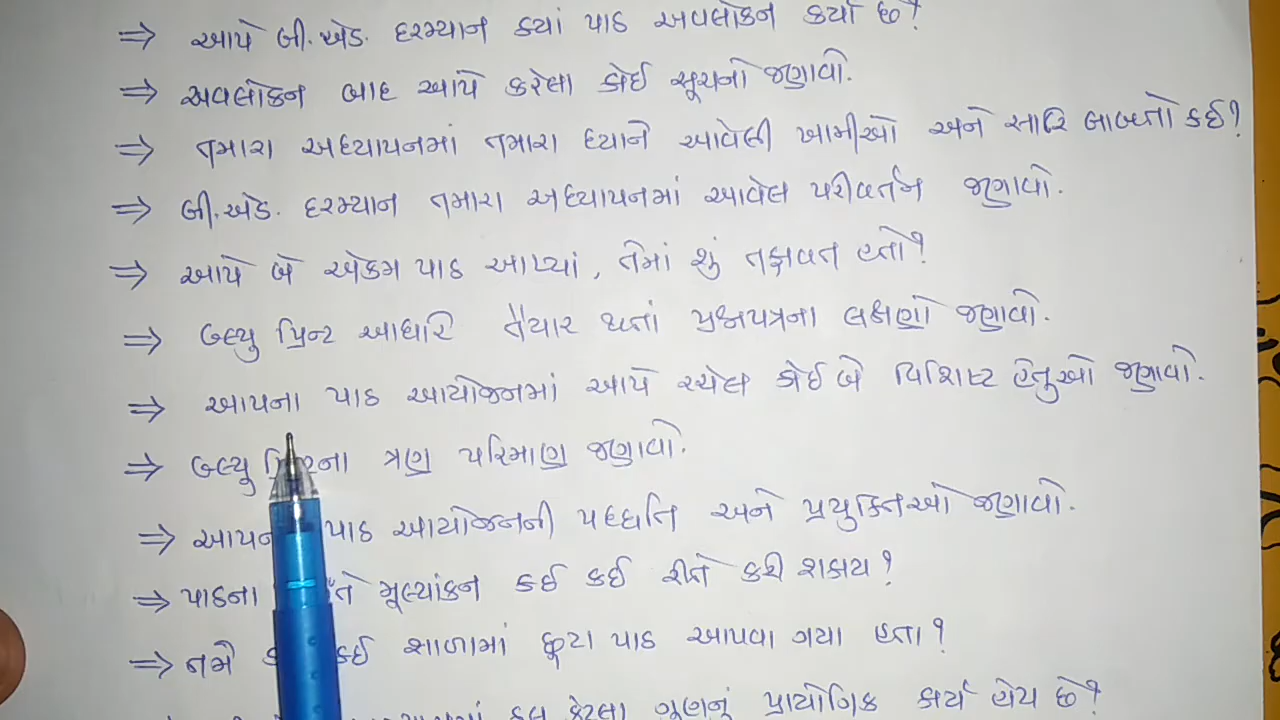 ⇒ આપે બી.એડ. દરમ્યાન ક્યાં પાઠ અવલોકન કર્યા છે?
⇒ અવલોકન બાદ આપે કરેલા કોઈ સૂચનો જણાવો.
⇒ તમારા અધ્યાપનમાં તમારા ધ્યાને આવેલી ખામીઓ અને સારિ બાબતો કઈ?
⇒ બી.એડ. દરમ્યાન તમારા અધ્યાપનમાં આવેલ પરીવર્તન જણાવો.
⇒ આપે બે એકમ પાઠ આપ્યાં, તેમાં શું તફાવત હતો?
⇒ બ્લ્યુ પ્રિન્ટ આધારિ તૈયાર થતાં પ્રશ્નપત્રના લક્ષણો જણાવો.
⇒ આપના પાઠ આયોજનમાં આપે રચેલ કોઈ બે વિશિષ્ટ હેતુઓ જણાવો.
⇒ બ્લ્યુ ના ત્રણ પરિમાણ જણાવો.
⇒ પાઠ આયોજનની પધ્ધતિ અને પ્રયુક્તિઓ જણાવો.
⇒ પાઠના મૂલ્યાંકન કઈ કઈ રીતે કરી શકાય?
⇒ તમે કઈ શાળામાં છૂટા પાઠ આપવા ગયા હતા?
કુલ કેટલા ગુણનું પ્રાયોગિક કાર્ય હોય છે?